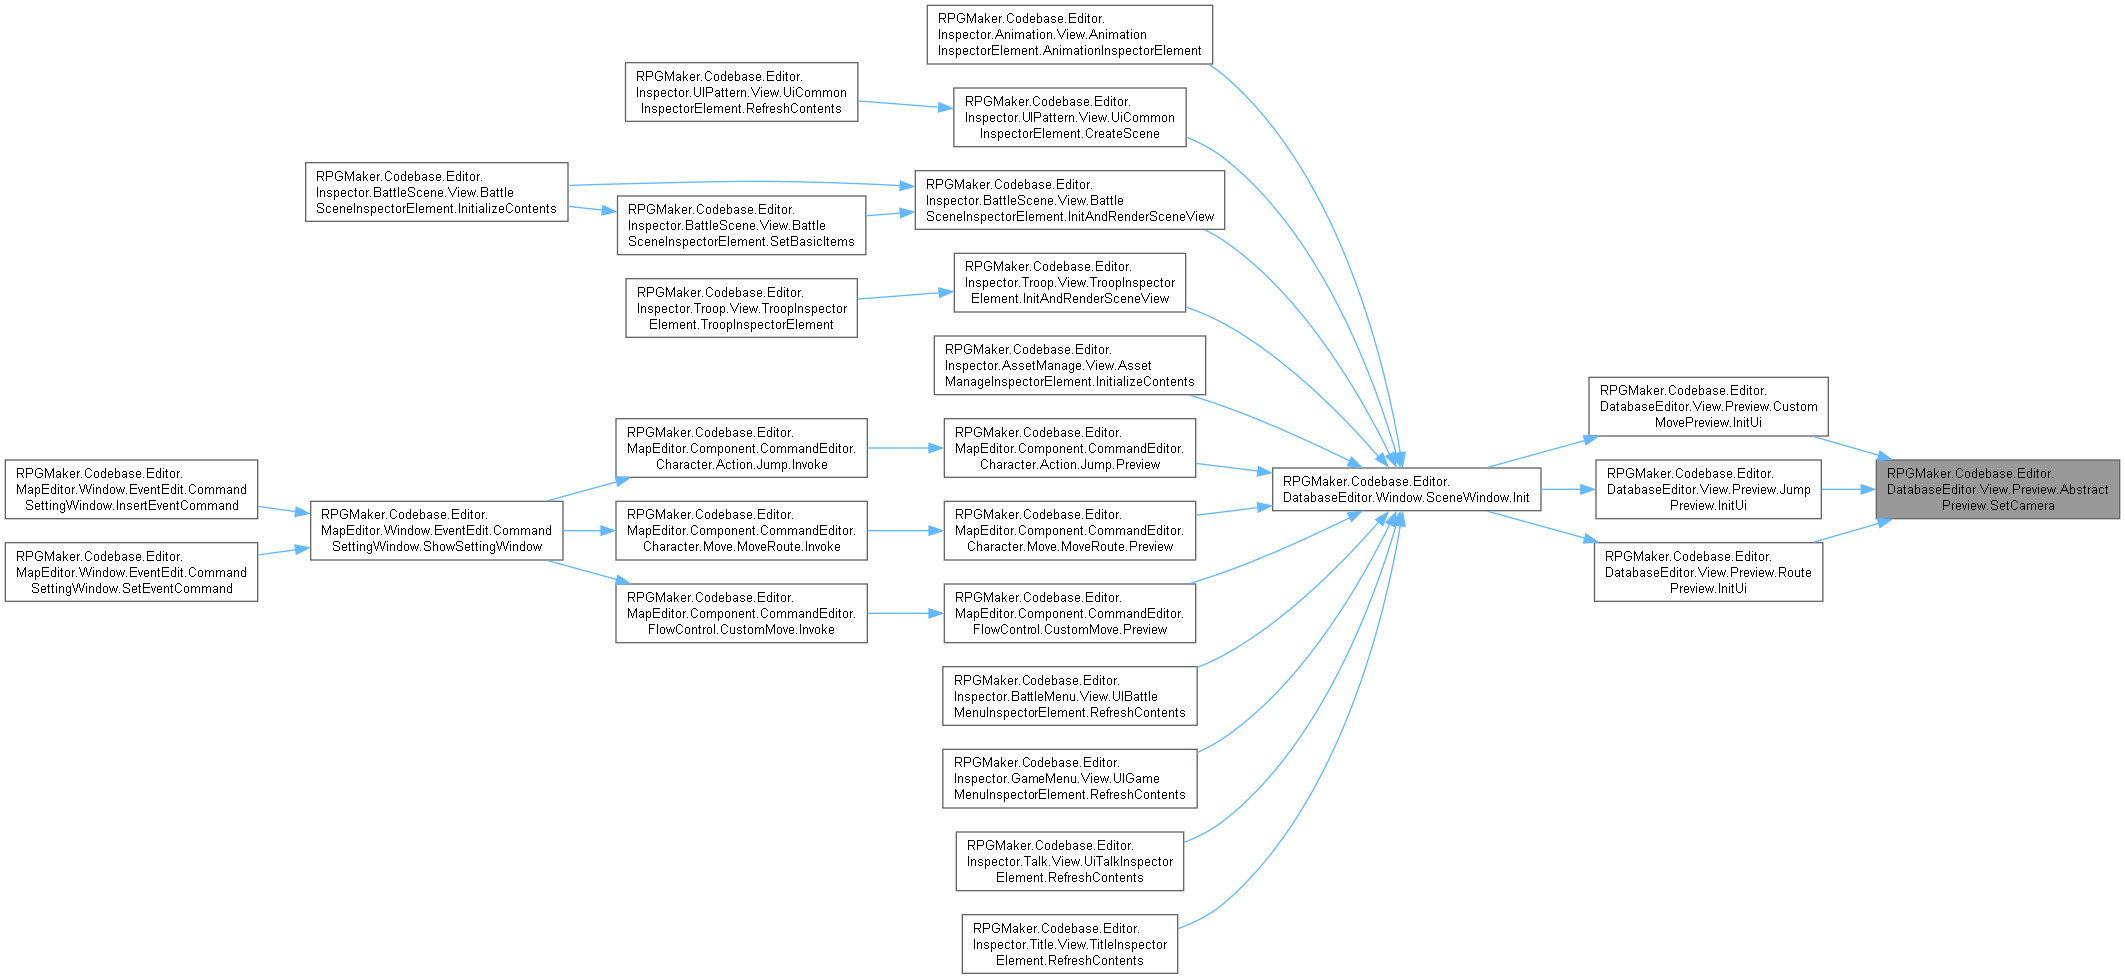 RPGMaker.Codebase.Editor.
Inspector.Animation.View.Animation
InspectorElement.AnimationInspectorElement
RPGMaker.Codebase.Editor.
Inspector.UIPattern.View.UiCommon
InspectorElement.RefreshContents
RPGMaker.Codebase.Editor.
Inspector.UIPattern.View.UiCommon
InspectorElement.CreateScene
RPGMaker.Codebase.Editor.
Inspector.BattleScene.View.Battle
SceneInspectorElement.InitializeContents
RPGMaker.Codebase.Editor.
Inspector.BattleScene.View.Battle
SceneInspectorElement.SetBasicItems
RPGMaker.Codebase.Editor.
Inspector.BattleScene.View.Battle
SceneInspectorElement.InitAndRenderSceneView
RPGMaker.Codebase.Editor.
Inspector.Troop.View.TroopInspector
Element.InitAndRenderSceneView
RPGMaker.Codebase.Editor.
Inspector.Troop.View.TroopInspector
Element.TroopInspectorElement
RPGMaker.Codebase.Editor.
Inspector.AssetManage.View.Asset
ManageInspectorElement.InitializeContents
RPGMaker.Codebase.Editor.
MapEditor.Component.CommandEditor.
Character.Action.Jump.Invoke
RPGMaker.Codebase.Editor.
MapEditor.Component.CommandEditor.
Character.Action.Jump.Preview
RPGMaker.Codebase.Editor.
MapEditor.Window.EventEdit.Command
SettingWindow.InsertEventCommand
RPGMaker.Codebase.Editor.
MapEditor.Window.EventEdit.Command
SettingWindow.SetEventCommand
RPGMaker.Codebase.Editor.
MapEditor.Window.EventEdit.Command
SettingWindow.ShowSettingWindow
RPGMaker.Codebase.Editor.
MapEditor.Component.CommandEditor.
Character.Move.MoveRoute.Invoke
RPGMaker.Codebase.Editor.
MapEditor.Component.CommandEditor.
Character.Move.MoveRoute.Preview
RPGMaker.Codebase.Editor.
MapEditor.Component.CommandEditor.
FlowControl.CustomMove.Invoke
RPGMaker.Codebase.Editor.
MapEditor.Component.CommandEditor.
FlowControl.CustomMove.Preview
RPGMaker.Codebase.Editor.
DatabaseEditor.Window.SceneWindow.Init
RPGMaker.Codebase.Editor.
DatabaseEditor.View.Preview.Custom
MovePreview.InitUi
RPGMaker.Codebase.Editor.
DatabaseEditor.View.Preview.Jump
Preview.InitUi
RPGMaker.Codebase.Editor.
DatabaseEditor.View.Preview.Route
Preview.InitUi
RPGMaker.Codebase.Editor.
DatabaseEditor.View.Preview.Abstract
Preview.SetCamera
RPGMaker.Codebase.Editor.
Inspector.BattleMenu.View.UIBattle
MenuInspectorElement.RefreshContents
RPGMaker.Codebase.Editor.
Inspector.GameMenu.View.UIGame
MenuInspectorElement.RefreshContents
RPGMaker.Codebase.Editor.
Inspector.Talk.View.UiTalkInspector
Element.RefreshContents
RPGMaker.Codebase.Editor.
Inspector.Title.View.TitleInspector
Element.RefreshContents